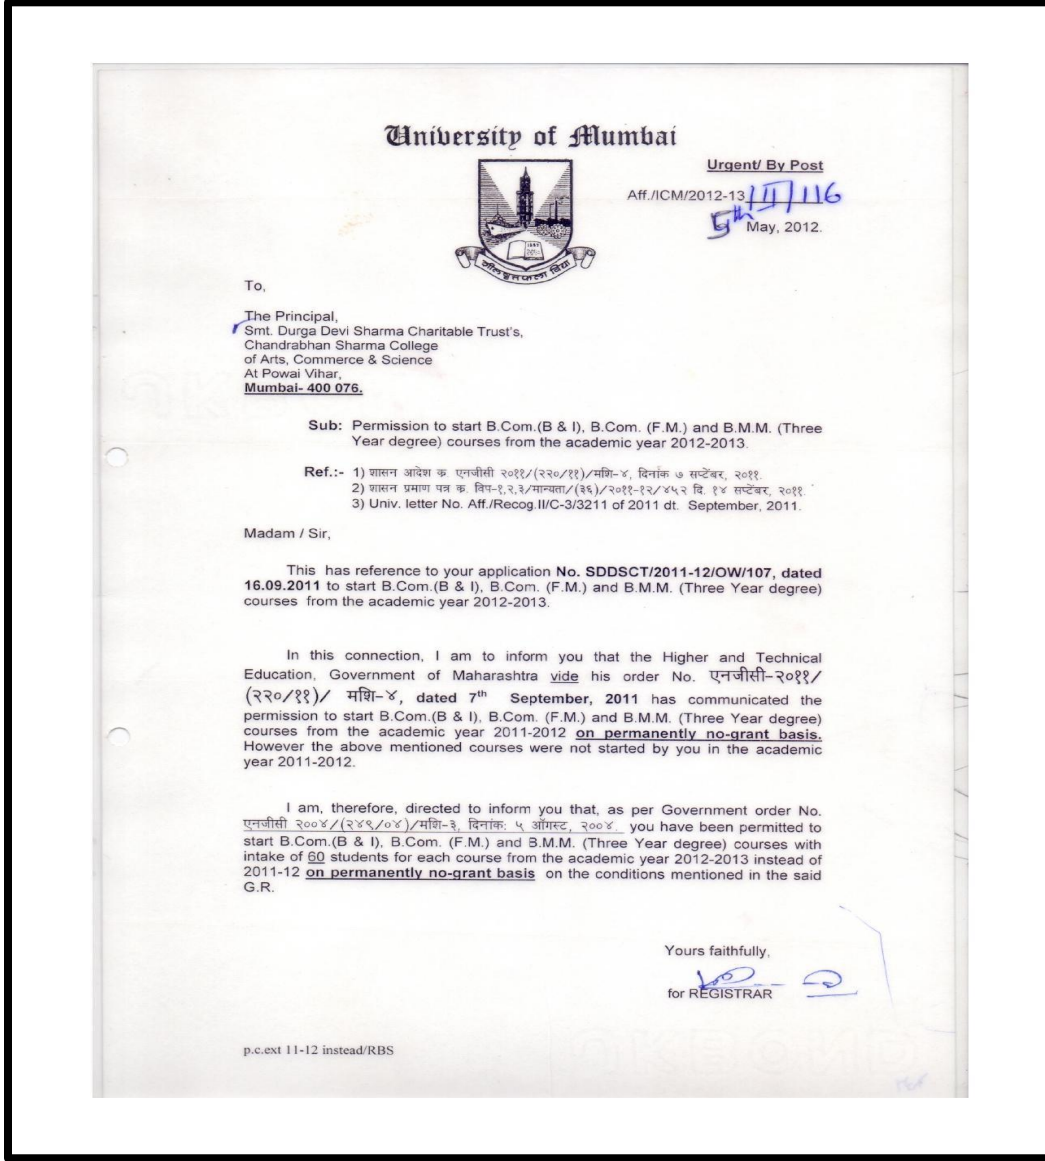 University of Mumbai
Urgent/ By Post
Aff./ICM/2012-13/II/116
5th May, 2012.
शीलवृत्तफला विद्या
To,
The Principal,
Smt. Durga Devi Sharma Charitable Trust's,
Chandrabhan Sharma College
of Arts, Commerce & Science
At Powai Vihar,
Mumbai- 400 076.
Sub: Permission to start B.Com.(B & I), B.Com. (F.M.) and B.M.M. (Three
Year degree) courses from the academic year 2012-2013.
Ref.:- 1) शासन आदेश क्र एनजीसी २०११/(२२०/११)/मशि-४, दिनांक ७ सप्टेंबर, २०११.
2) शासन प्रमाण पत्र क्र. विप-१,२,३/मान्यता/(३६)/२०११-१२/४५२ दि. १४ सप्टेंबर, २०११.
3) Univ. letter No. Aff./Recog.II/C-3/3211 of 2011 dt. September, 2011.
Madam / Sir,
This has reference to your application No. SDDSCT/2011-12/OW/107, dated
16.09.2011 to start B.Com.(B & I), B.Com. (F.M.) and B.M.M. (Three Year degree)
courses from the academic year 2012-2013.
In this connection, I am to inform you that the Higher and Technical
Education, Government of Maharashtra vide his order No. एनजीसी-२०११/
(२२०/११)/ मशि-४, dated 7th September, 2011 has communicated the
permission to start B.Com.(B & I), B.Com. (F.M.) and B.M.M. (Three Year degree)
courses from the academic year 2011-2012 on permanently no-grant basis.
However the above mentioned courses were not started by you in the academic
year 2011-2012.
I am, therefore, directed to inform you that, as per Government order No.
एनजीसी २००४/(२४९/०४)/मशि-३, दिनांक: ५ ऑगस्ट, २००४. you have been permitted to
start B.Com.(B & I), B.Com. (F.M.) and B.M.M. (Three Year degree) courses with
intake of 60 students for each course from the academic year 2012-2013 instead of
2011-12 on permanently no-grant basis on the conditions mentioned in the said
G.R.
Yours faithfully,
for REGISTRAR
p.c.ext 11-12 instead/RBS